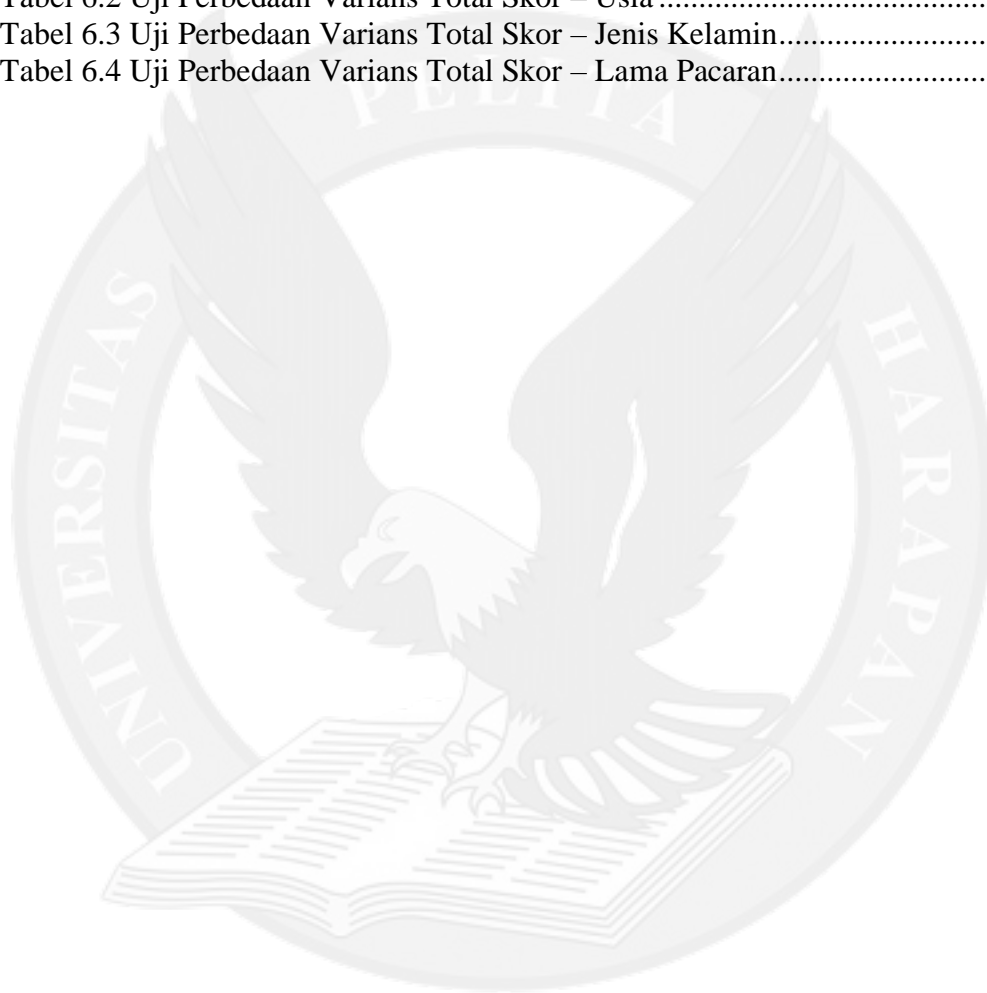 Tabel 6.2 Uji Perbedaan Varians Total Skor – Usia.....................................
Tabel 6.3 Uji Perbedaan Varians Total Skor – Jenis Kelamin.......................
Tabel 6.4 Uji Perbedaan Varians Total Skor – Lama Pacaran.......................
UNIVERSITAS PELITA HARAPAN